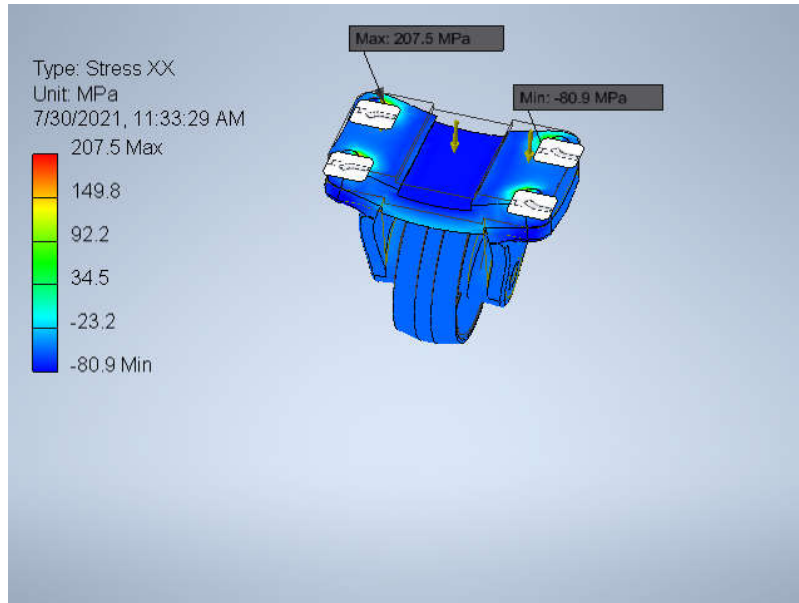 Type: Stress XX
Unit: MPa
7/30/2021, 11:33:29 AM
207.5 Max
149.8
92.2
34.5
-23.2
-80.9 Min
Max: 207.5 MPa
Min: -80.9 MPa